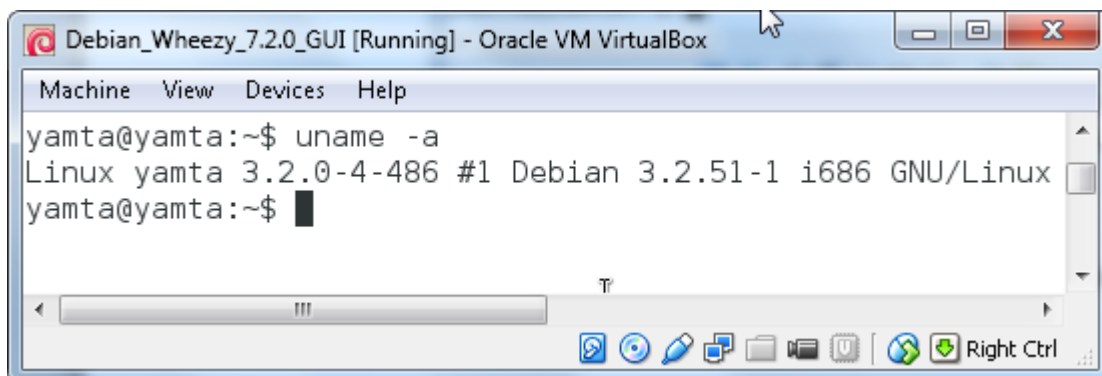 Debian_Wheezy_7.2.0_GUI [Running] - Oracle VM VirtualBox
Machine View Devices Help
yamta@yamta:~$ uname -a
Linux yamta 3.2.0-4-486 #1 Debian 3.2.51-1 i686 GNU/Linux
yamta@yamta:~$
Right Ctrl